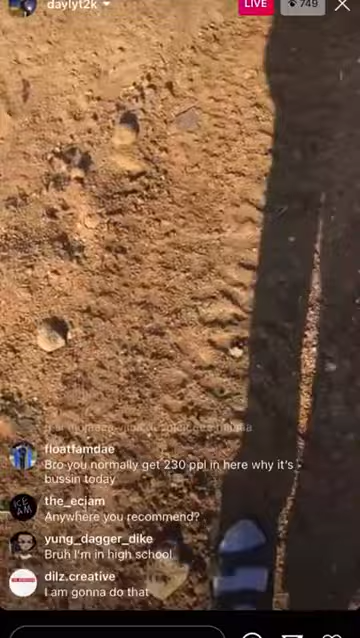 daylyt2k
LIVE
749
floatfamdae
Bro you normally get 230 ppl in here why it's
bussin today
the_ecjam
Anywhere you recommend?
yung_dagger_dike
Bruh I'm in high school
dilz.creative
I am gonna do that